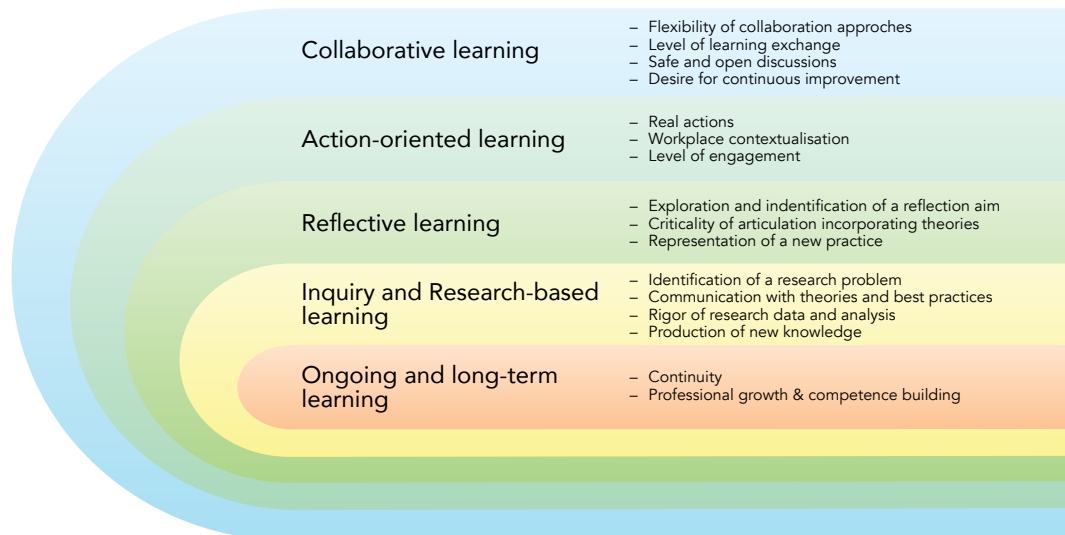 Collaborative learning
– Flexibility of collaboration approches
– Level of learning exchange
– Safe and open discussions
– Desire for continuous improvement
Action-oriented learning
– Real actions
– Workplace contextualisation
– Level of engagement
Reflective learning
– Exploration and indentification of a reflection aim
– Criticality of articulation incorporating theories
– Representation of a new practice
Inquiry and Research-based
learning
– Identification of a research problem
– Communication with theories and best practices
– Rigor of research data and analysis
– Production of new knowledge
Ongoing and long-term
learning
– Continuity
– Professional growth & competence building